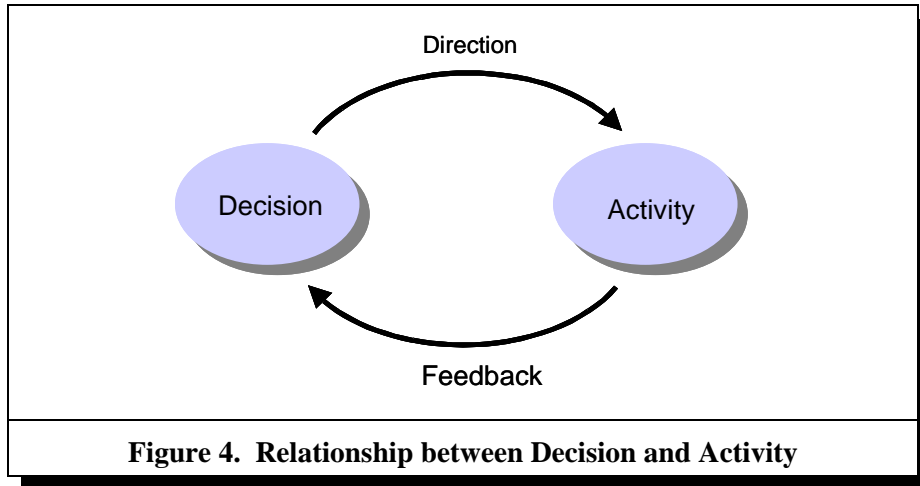 Direction
Decision
Activity
Feedback
Figure 4.  Relationship between Decision and Activity